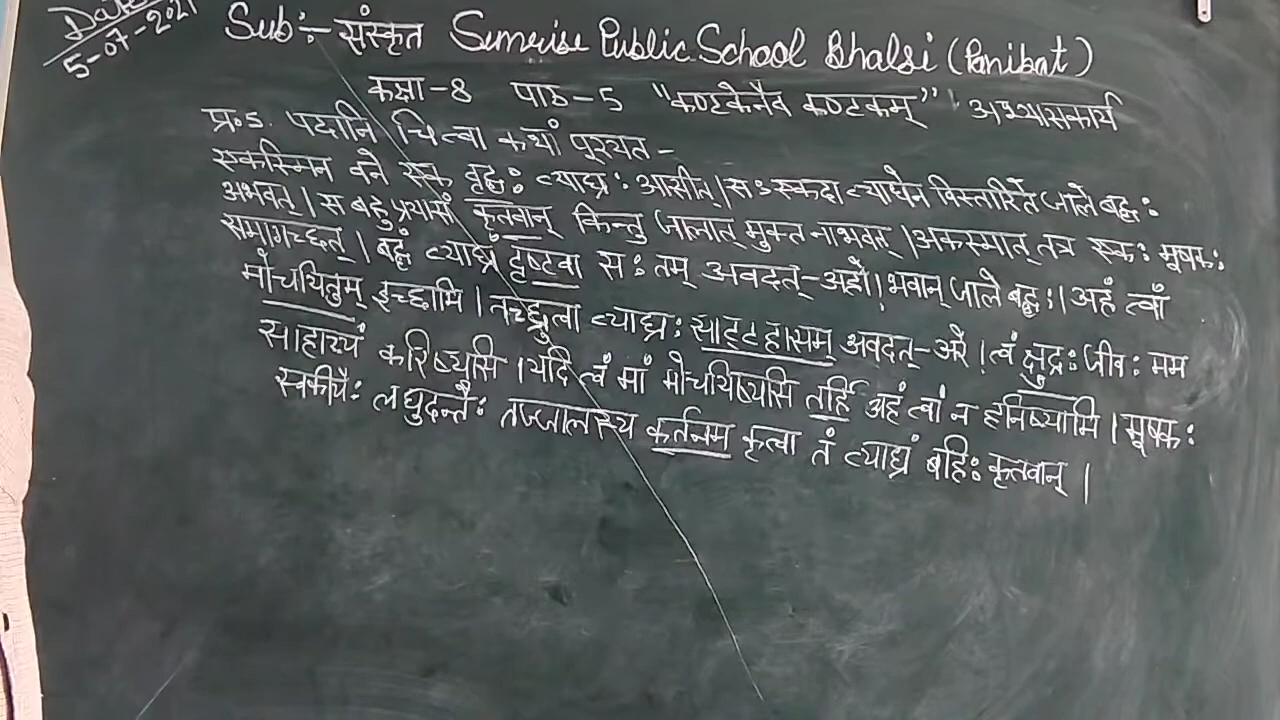 Date
5-07-2021
Sub:- संस्कृत Sunrise Public School Bhalsi (Panipat)
कक्षा-8 पाठ-5 "कण्टकेनैव कण्टकम्" अभ्यासकार्य
प्र॰5. पदानि चित्वा कथां पूरयत -
एकस्मिन वने एक वृद्धः व्याघ्रः आसीत्। सः एकदा व्याधेन विस्तारिते जाले बद्धः
अभवत्। स बहु प्रयासं कृतवान् किन्तु जालात् मुक्त नाभवत्। अकस्मात् तत्र एकः मूषकः
समागच्छत्। बद्धं व्याघ्रं दृष्टवा सः तम् अवदत्-अहो! भवान् जाले बद्धः। अहं त्वां
मोचयितुम् इच्छामि। तच्छ्रुत्वा व्याघ्रः साट्टहासम् अवदत्-अरे! त्वं क्षुद्रः जीवः मम
साहाय्यं करिष्यसि। यदि त्वं मां मोचयिष्यसि तर्हि अहं त्वां न हनिष्यामि। मूषकः
स्वकीयैः लघुदन्तैः तज्जालस्य कर्तनम कृत्वा तं व्याघ्रं बहिः कृतवान्।